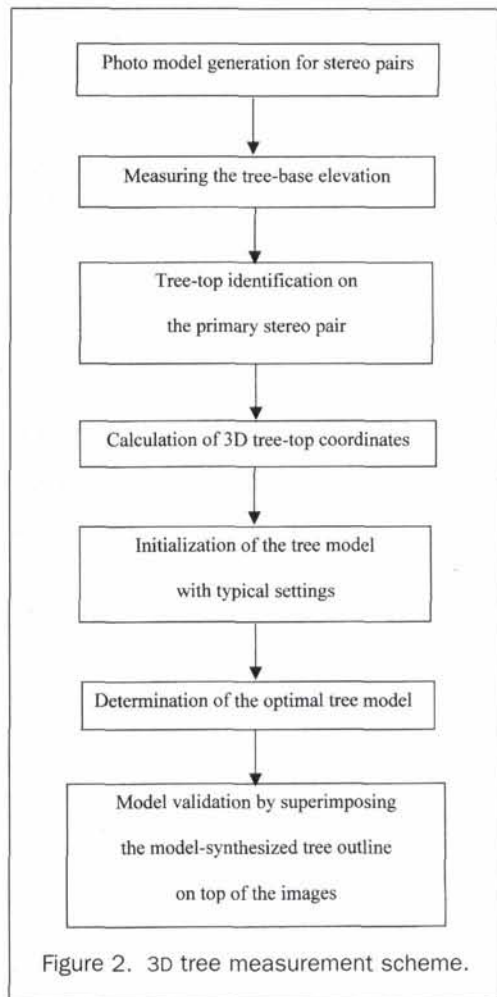 Photo model generation for stereo pairs
Measuring the tree-base elevation
Tree-top identification on
the primary stereo pair
Calculation of 3D tree-top coordinates
Initialization of the tree model
with typical settings
Determination of the optimal tree model
Model validation by superimposing
the model-synthesized tree outline
on top of the images
Figure 2. 3D tree measurement scheme.